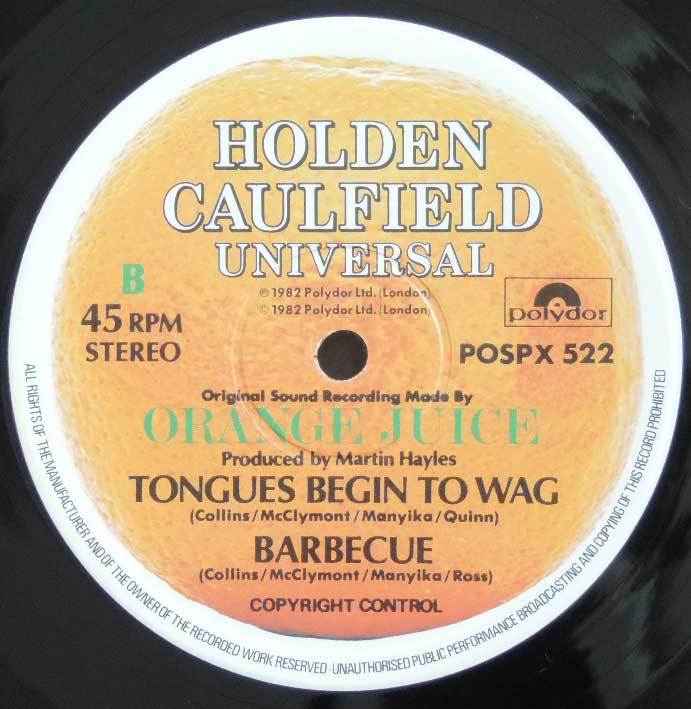 HOLDEN
CAULFIELD
UNIVERSAL
B
℗ 1982 Polydor Ltd. (London)
© 1982 Polydor Ltd. (London)
45 RPM
STEREO
polydor
POSPX 522
Original Sound Recording Made By
ORANGE JUICE
Produced by Martin Hayles
TONGUES BEGIN TO WAG
(Collins/McClymont/Manyika/Quinn)
BARBECUE
(Collins/McClymont/Manyika/Ross)
COPYRIGHT CONTROL
ALL RIGHTS OF THE MANUFACTURER AND OF THE OWNER OF THE RECORDED WORK RESERVED · UNAUTHORISED PUBLIC PERFORMANCE BROADCASTING AND COPYING OF THIS RECORD PROHIBITED